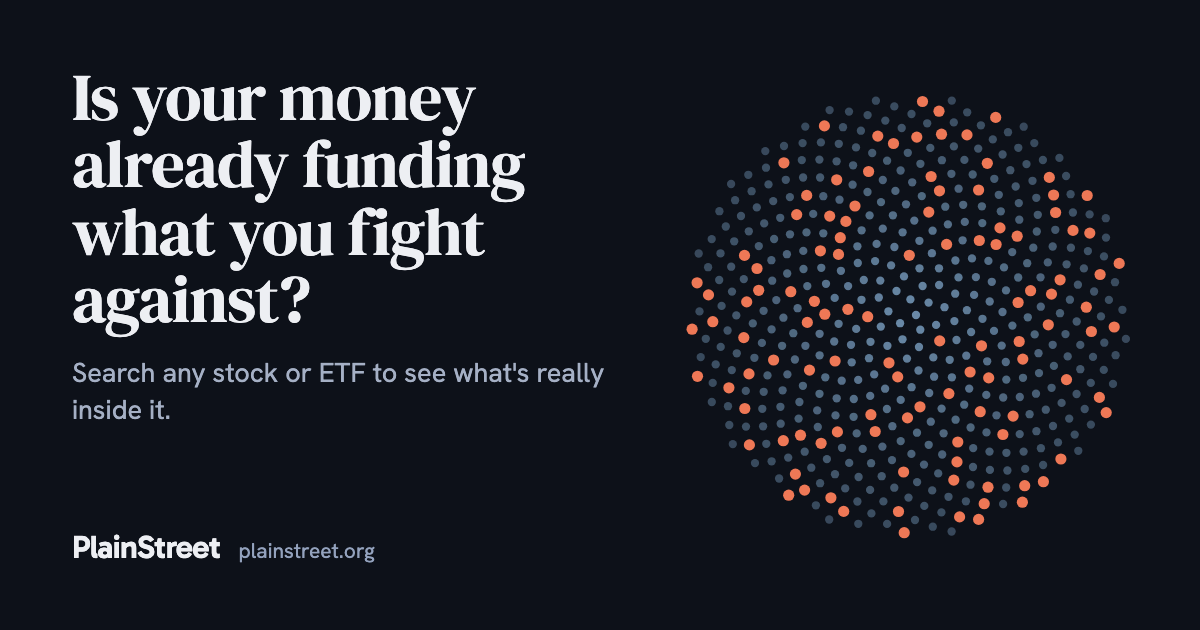 Is your money
already funding
what you fight
against?
Search any stock or ETF to see what's really
inside it.
PlainStreet plainstreet.org